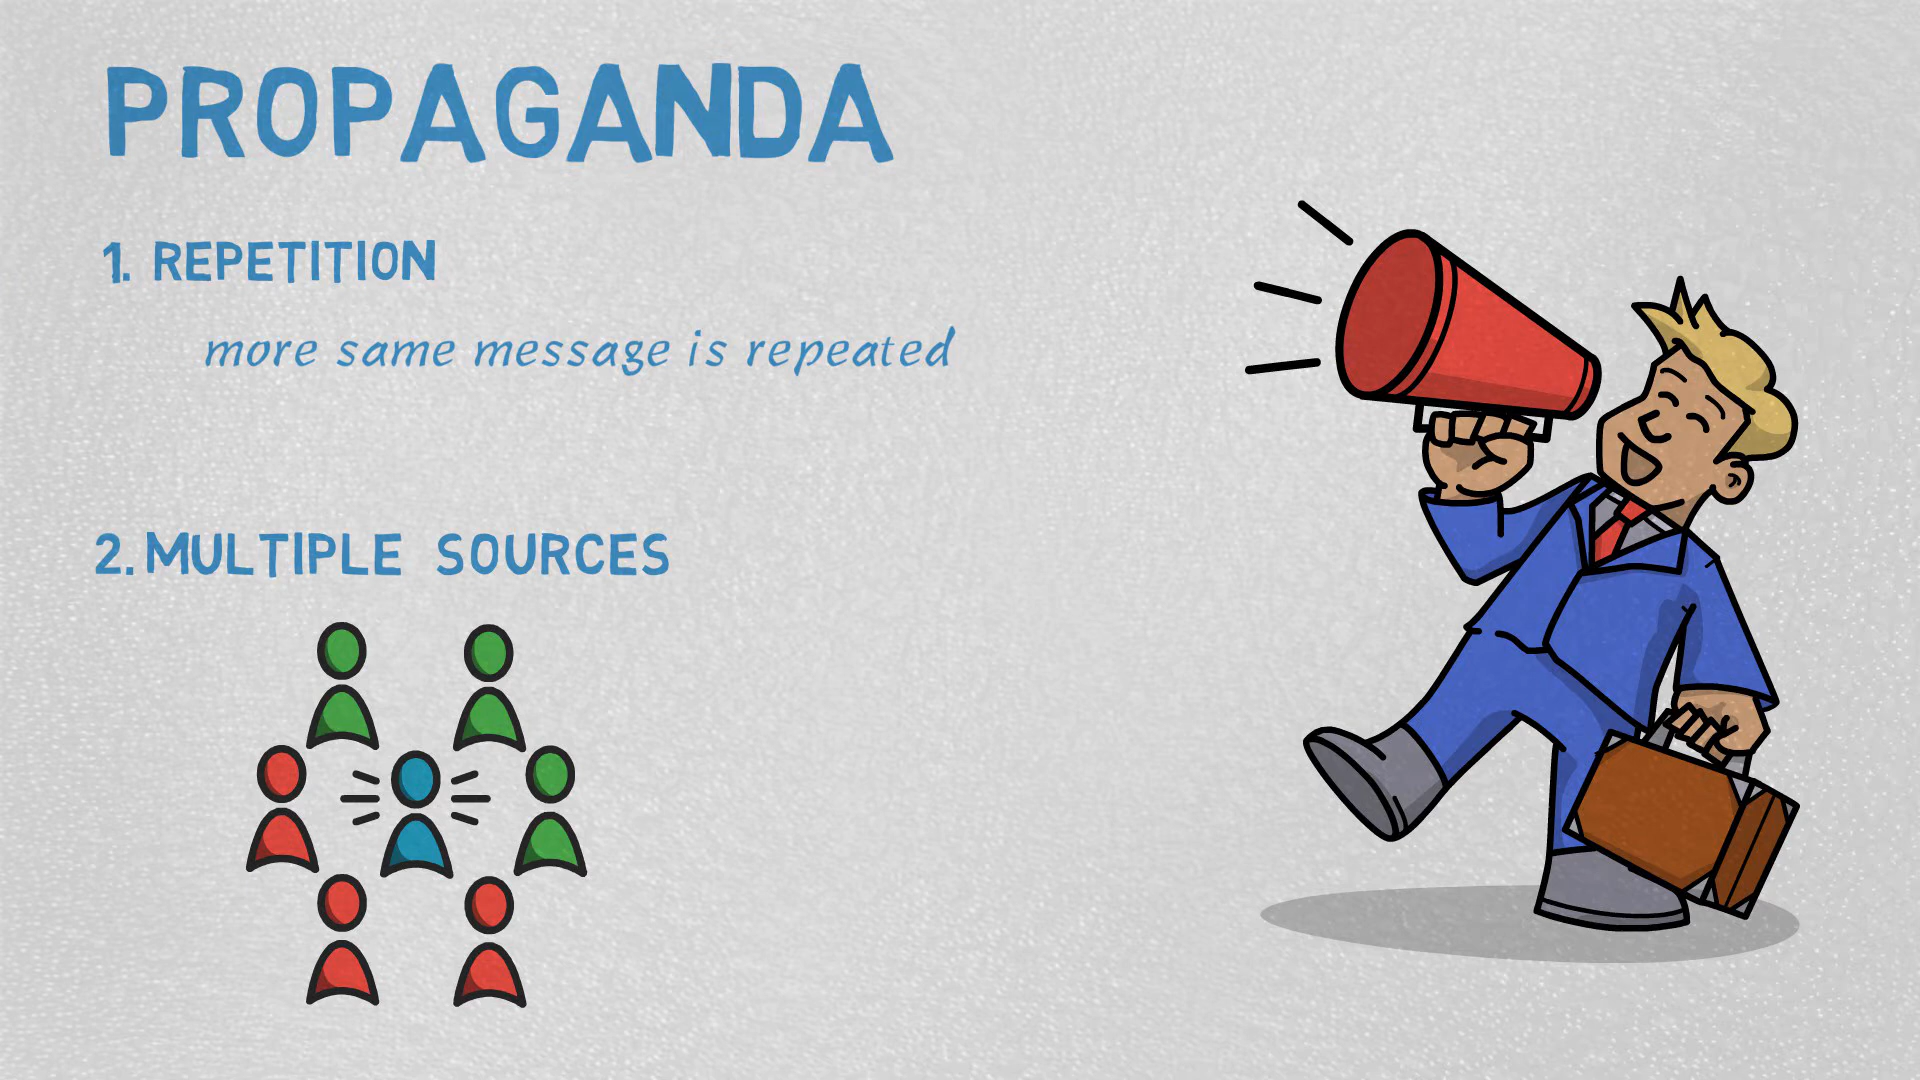 PROPAGANDA
1. REPETITION
more same message is repeated
2. MULTIPLE SOURCES